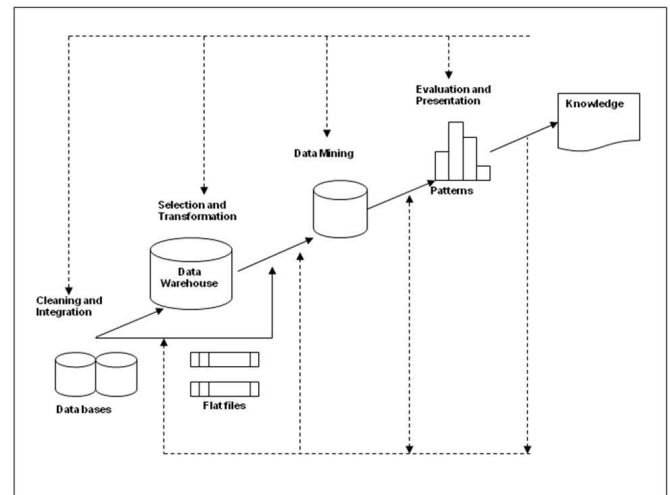 Evaluation and
Presentation
Knowledge
Data Mining
Patterns
Selection and
Transformation
Data
Warehouse
Cleaning and
Integration
Data bases
Flat files